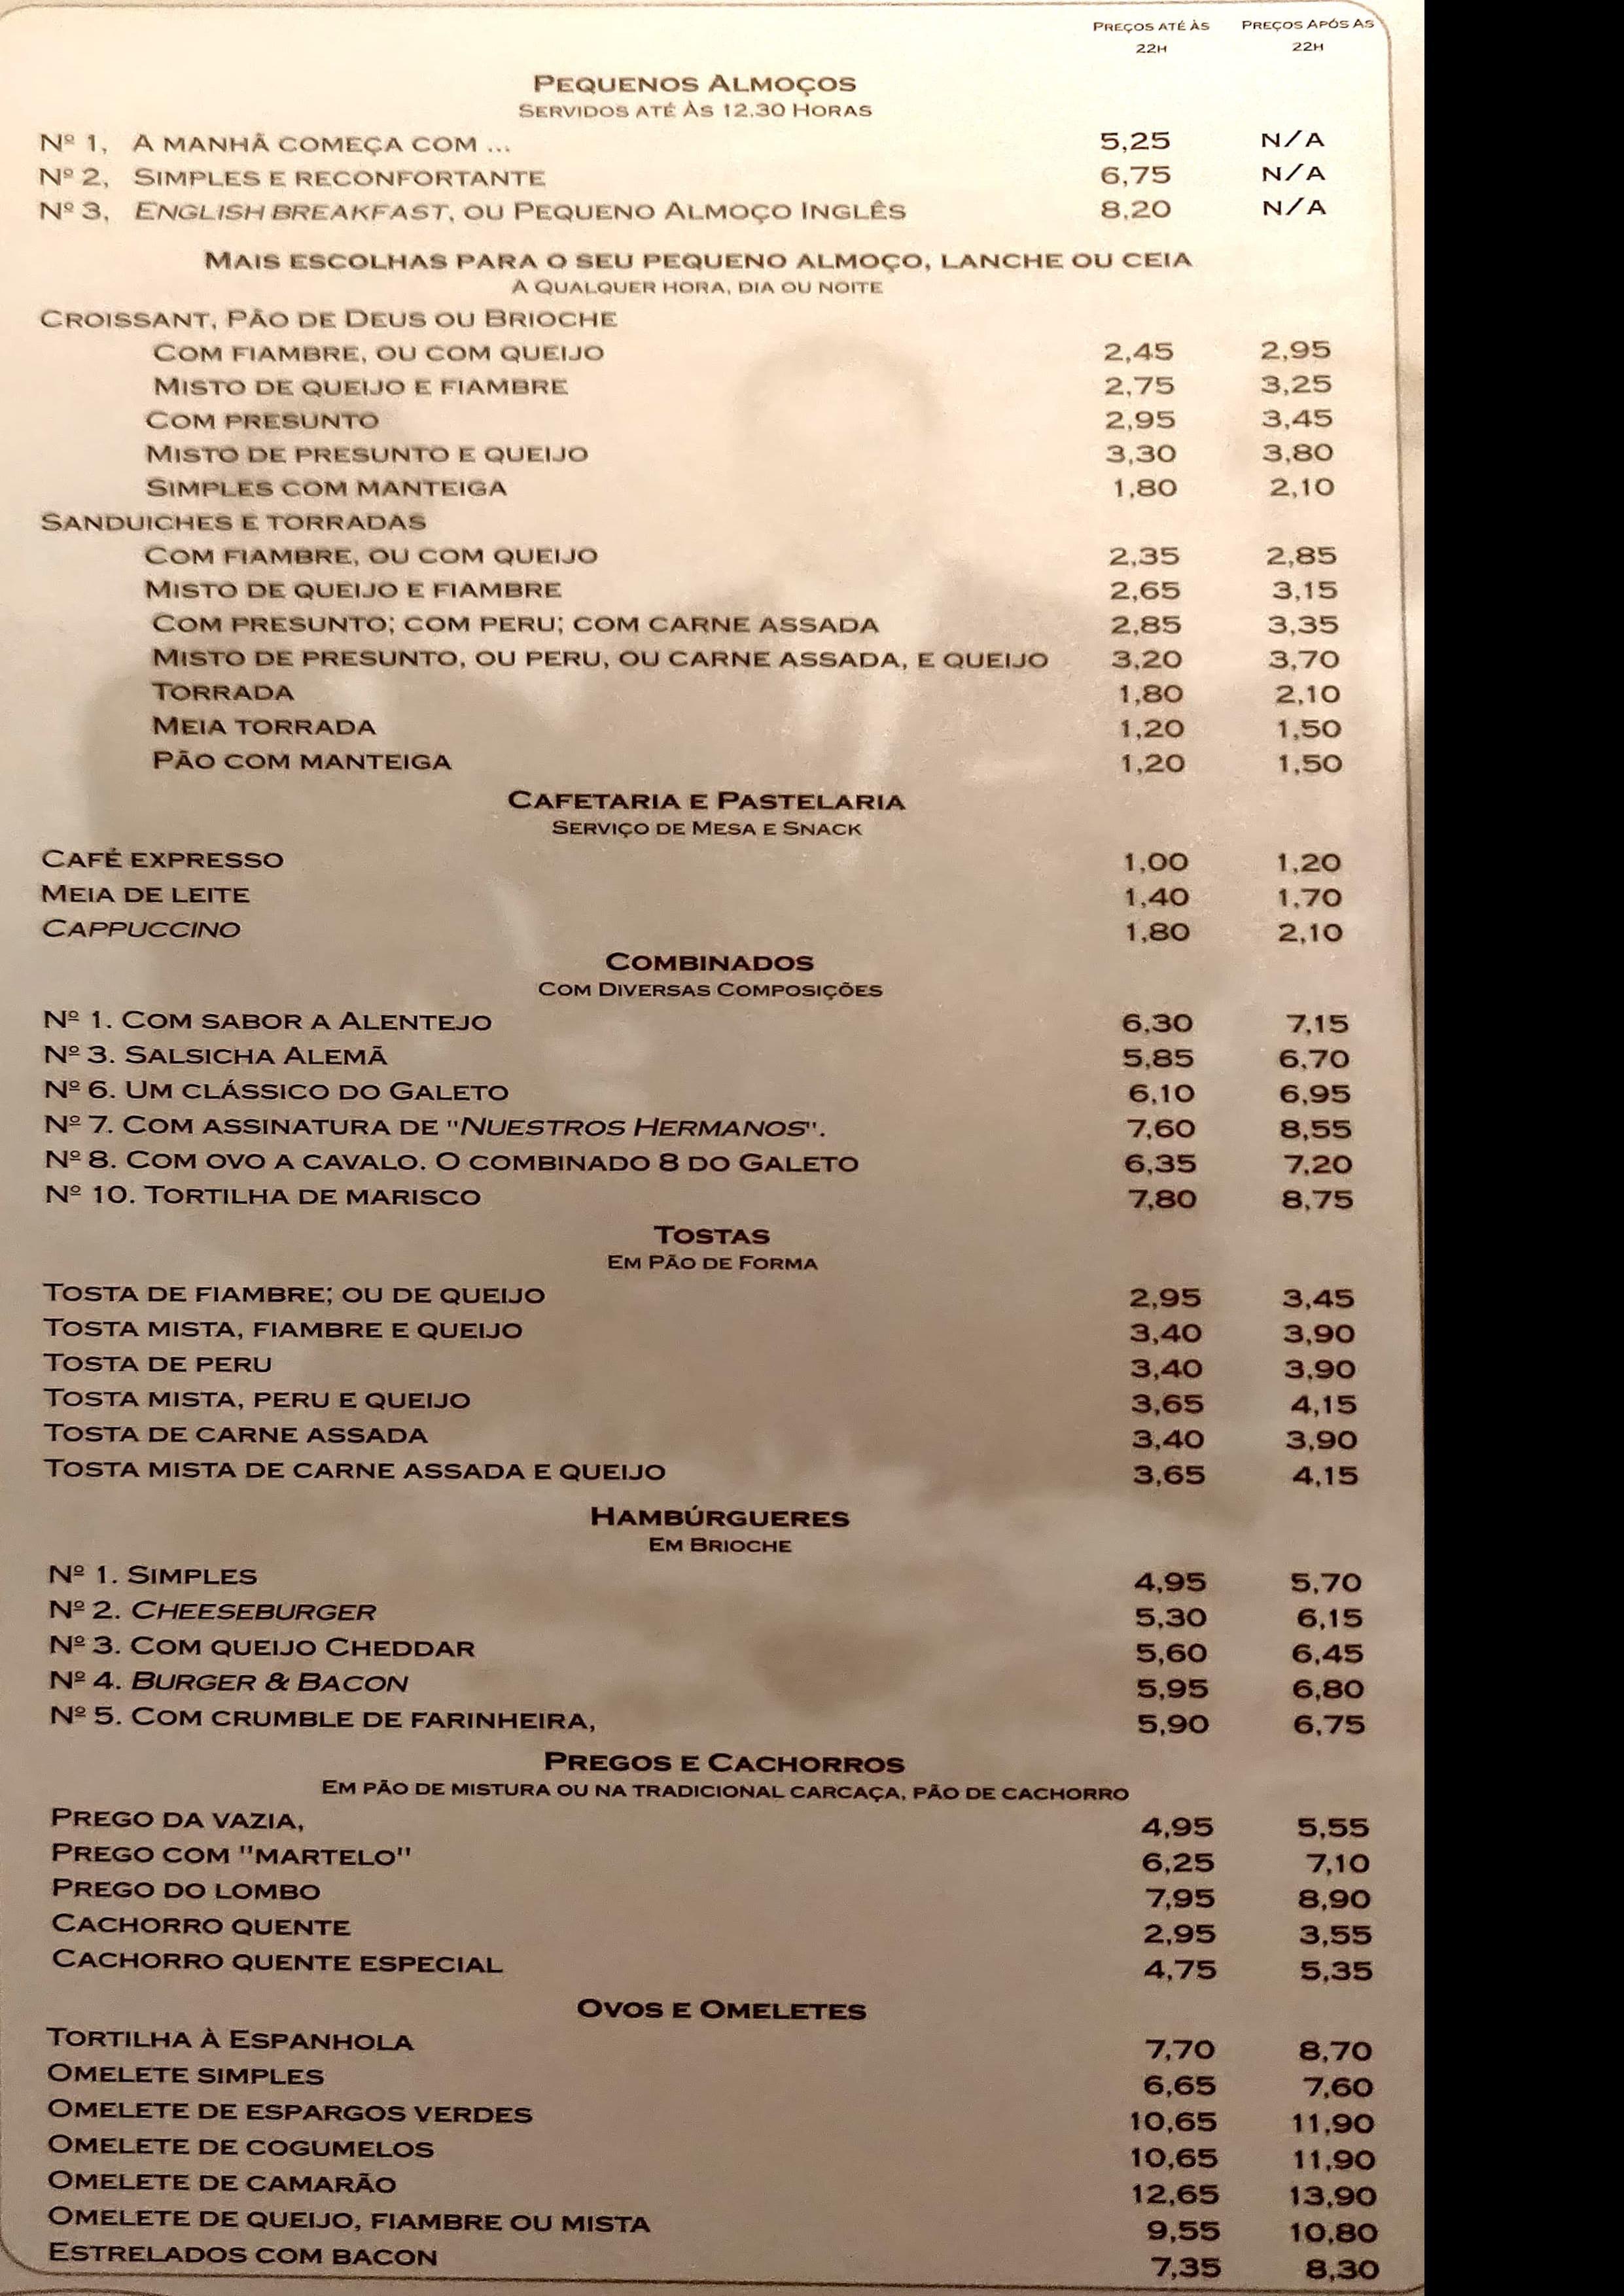 Preços até às Preços Após as
22h 22h
Pequenos Almoços
Servidos até Às 12.30 Horas
Nº 1, A manhã começa com ... 5,25 N/A
Nº 2, Simples e reconfortante 6,75 N/A
Nº 3, English breakfast, ou Pequeno Almoço Inglês 8,20 N/A
Mais escolhas para o seu pequeno almoço, lanche ou ceia
A qualquer hora, dia ou noite
Croissant, Pão de Deus ou Brioche
Com fiambre, ou com queijo 2,45 2,95
Misto de queijo e fiambre 2,75 3,25
Com presunto 2,95 3,45
Misto de presunto e queijo 3,30 3,80
Simples com manteiga 1,80 2,10
Sanduiches e torradas
Com fiambre, ou com queijo 2,35 2,85
Misto de queijo e fiambre 2,65 3,15
Com presunto; com peru; com carne assada 2,85 3,35
Misto de presunto, ou peru, ou carne assada, e queijo 3,20 3,70
Torrada 1,80 2,10
Meia torrada 1,20 1,50
Pão com manteiga 1,20 1,50
Cafetaria e Pastelaria
Serviço de Mesa e Snack
Café expresso 1,00 1,20
Meia de leite 1,40 1,70
Cappuccino 1,80 2,10
Combinados
Com Diversas Composições
Nº 1. Com sabor a Alentejo 6,30 7,15
Nº 3. Salsicha Alemã 5,85 6,70
Nº 6. Um clássico do Galeto 6,10 6,95
Nº 7. Com assinatura de "Nuestros Hermanos". 7,60 8,55
Nº 8. Com ovo a cavalo. O combinado 8 do Galeto 6,35 7,20
Nº 10. Tortilha de marisco 7,80 8,75
Tostas
Em Pão de Forma
Tosta de fiambre; ou de queijo 2,95 3,45
Tosta mista, fiambre e queijo 3,40 3,90
Tosta de peru 3,40 3,90
Tosta mista, peru e queijo 3,65 4,15
Tosta de carne assada 3,40 3,90
Tosta mista de carne assada e queijo 3,65 4,15
Hambúrgueres
Em Brioche
Nº 1. Simples 4,95 5,70
Nº 2. Cheeseburger 5,30 6,15
Nº 3. Com queijo Cheddar 5,60 6,45
Nº 4. Burger & Bacon 5,95 6,80
Nº 5. Com crumble de farinheira, 5,90 6,75
Pregos e Cachorros
Em pão de mistura ou na tradicional carcaça, pão de cachorro
Prego da vazia, 4,95 5,55
Prego com "martelo" 6,25 7,10
Prego do lombo 7,95 8,90
Cachorro quente 2,95 3,55
Cachorro quente especial 4,75 5,35
Ovos e Omeletes
Tortilha à Espanhola 7,70 8,70
Omelete simples 6,65 7,60
Omelete de espargos verdes 10,65 11,90
Omelete de cogumelos 10,65 11,90
Omelete de camarão 12,65 13,90
Omelete de queijo, fiambre ou mista 9,55 10,80
Estrelados com bacon 7,35 8,30